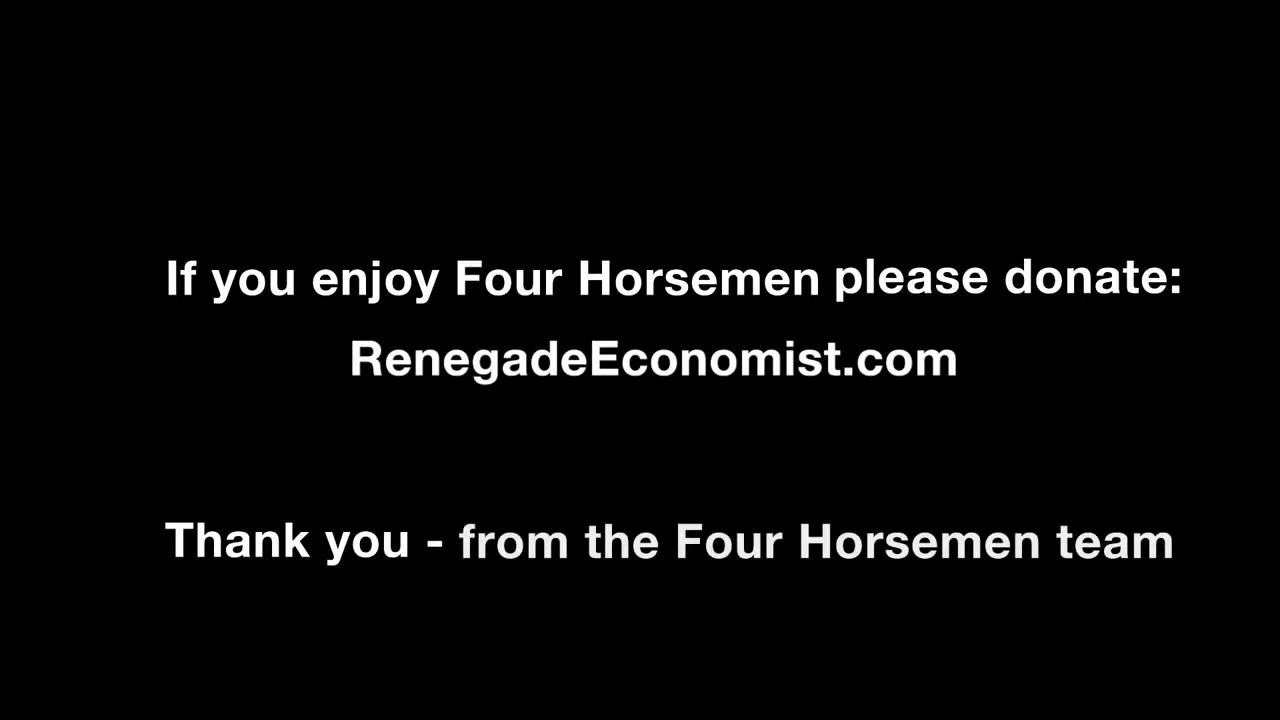 If you enjoy Four Horsemen please donate:
RenegadeEconomist.com
Thank you - from the Four Horsemen team